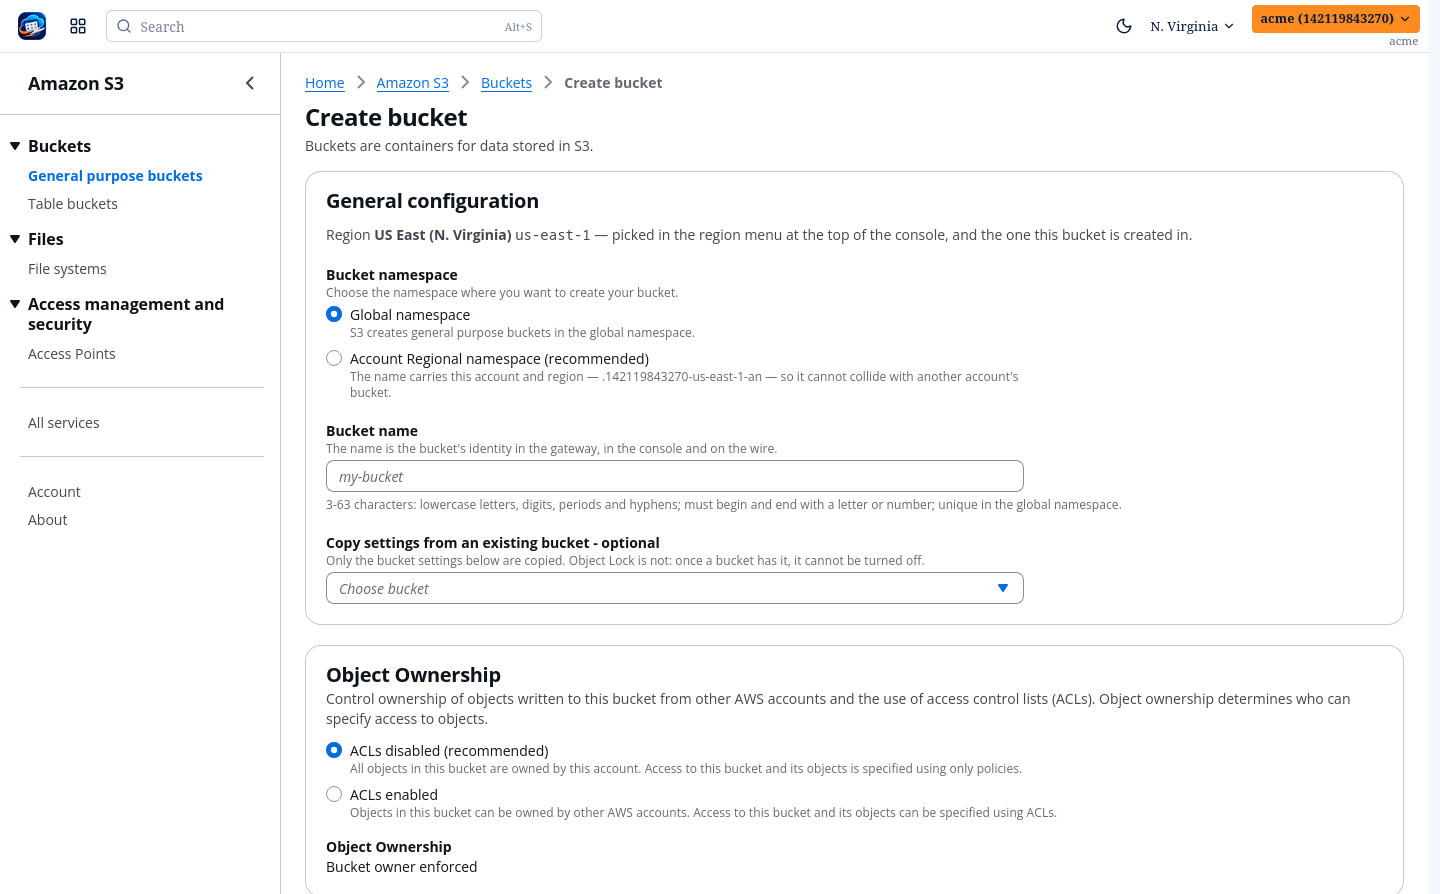 Search
Alt+S
N. Virginia
acme (142119843270)
acme
Amazon S3
Buckets
General purpose buckets
Table buckets
Files
File systems
Access management and
security
Access Points
All services
Account
About
Home
Amazon S3
Buckets
Create bucket
Create bucket
Buckets are containers for data stored in S3.
General configuration
Region US East (N. Virginia) us-east-1 — picked in the region menu at the top of the console, and the one this bucket is created in.
Bucket namespace
Choose the namespace where you want to create your bucket.
Global namespace
S3 creates general purpose buckets in the global namespace.
Account Regional namespace (recommended)
The name carries this account and region — .142119843270-us-east-1-an — so it cannot collide with another account's
bucket.
Bucket name
The name is the bucket's identity in the gateway, in the console and on the wire.
my-bucket
3-63 characters: lowercase letters, digits, periods and hyphens; must begin and end with a letter or number; unique in the global namespace.
Copy settings from an existing bucket - optional
Only the bucket settings below are copied. Object Lock is not: once a bucket has it, it cannot be turned off.
Choose bucket
Object Ownership
Control ownership of objects written to this bucket from other AWS accounts and the use of access control lists (ACLs). Object ownership determines who can
specify access to objects.
ACLs disabled (recommended)
All objects in this bucket are owned by this account. Access to this bucket and its objects is specified using only policies.
ACLs enabled
Objects in this bucket can be owned by other AWS accounts. Access to this bucket and its objects can be specified using ACLs.
Object Ownership
Bucket owner enforced